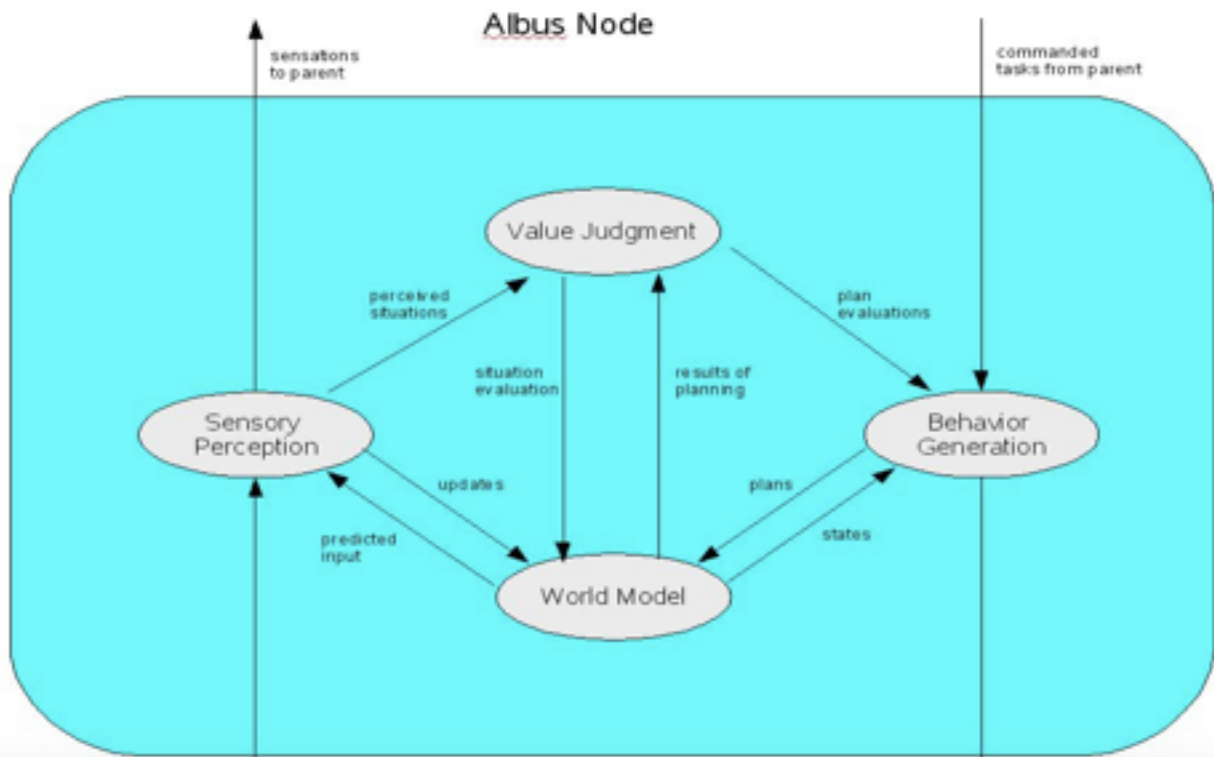 Albus Node
sensations
to parent
commanded
tasks from parent
Value Judgment
perceived
situations
plan
evaluations
situation
evaluation
results of
planning
Sensory
Perception
Behavior
Generation
updates
plans
predicted
input
states
World Model